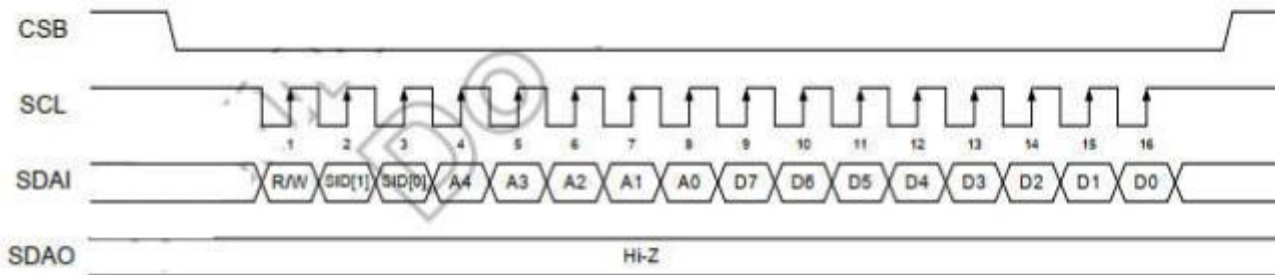 CSB
SCL
1 2 3 4 5 6 7 8 9 10 11 12 13 14 15 16
SDAI R/W SID[1] SID[0] A4 A3 A2 A1 A0 D7 D6 D5 D4 D3 D2 D1 D0
SDAO Hi-Z